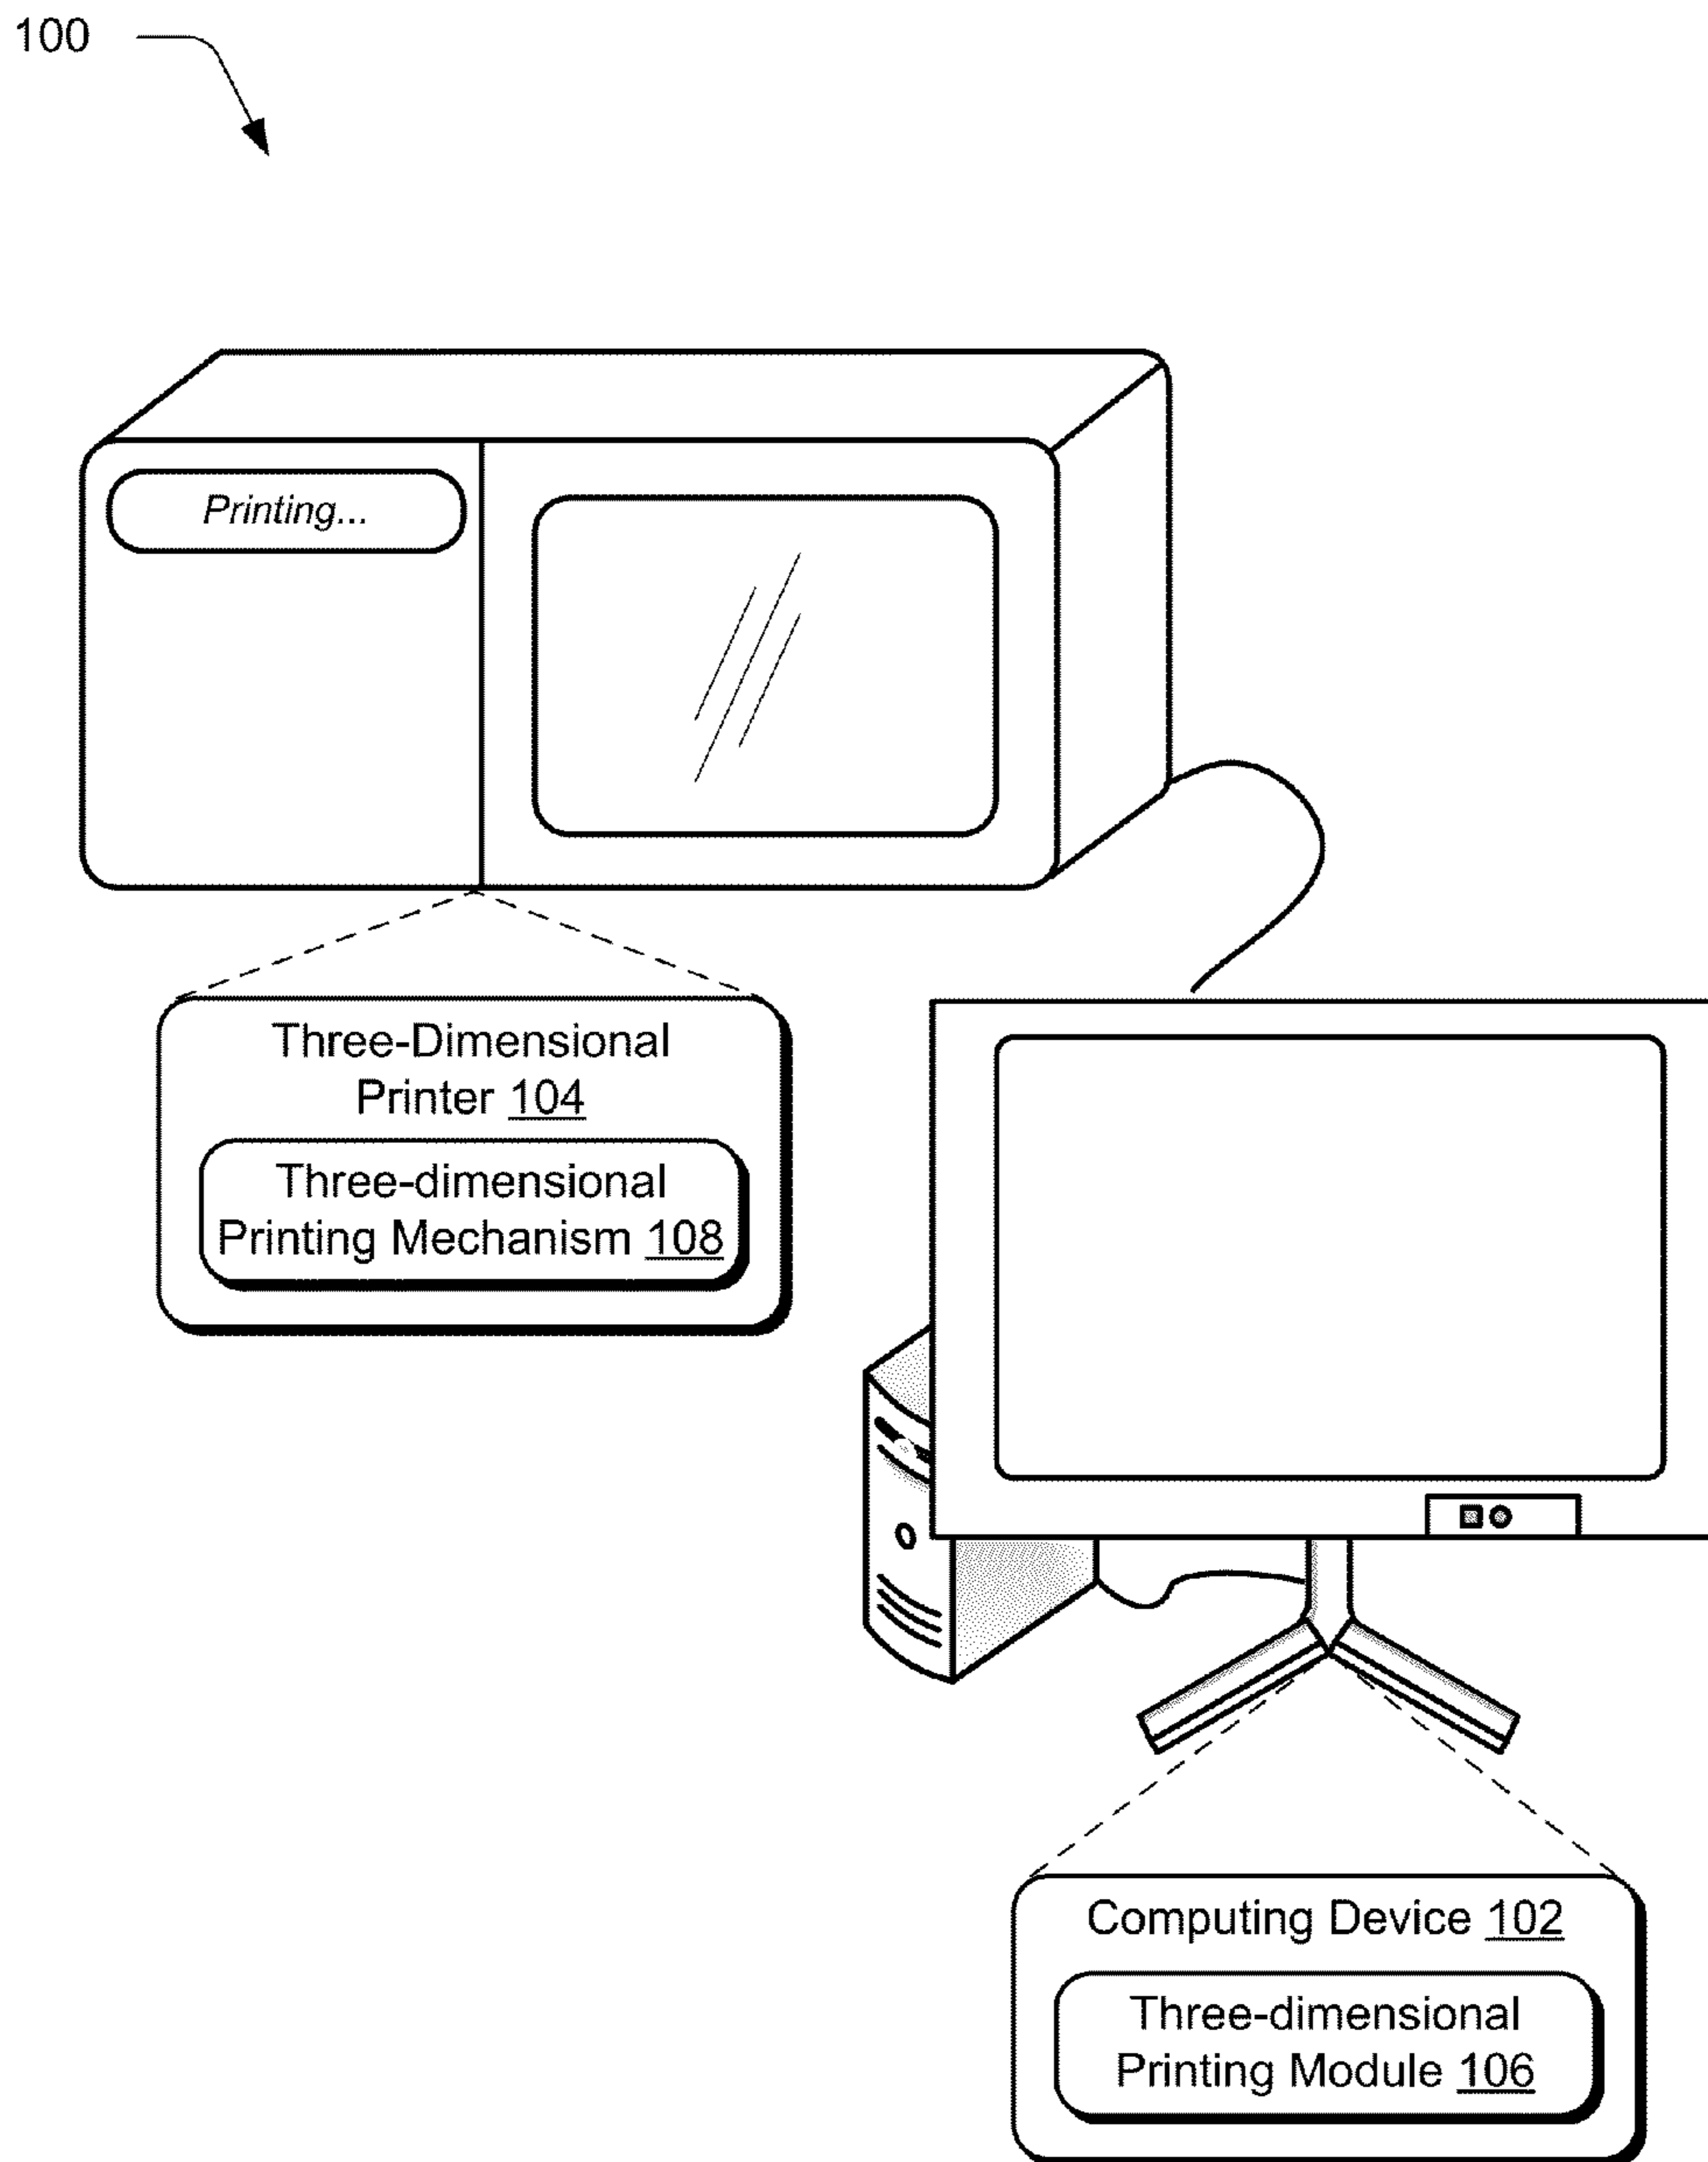 100
Printing...
Three-Dimensional
Printer 104
Three-dimensional
Printing Mechanism 108
Computing Device 102
Three-dimensional
Printing Module 106